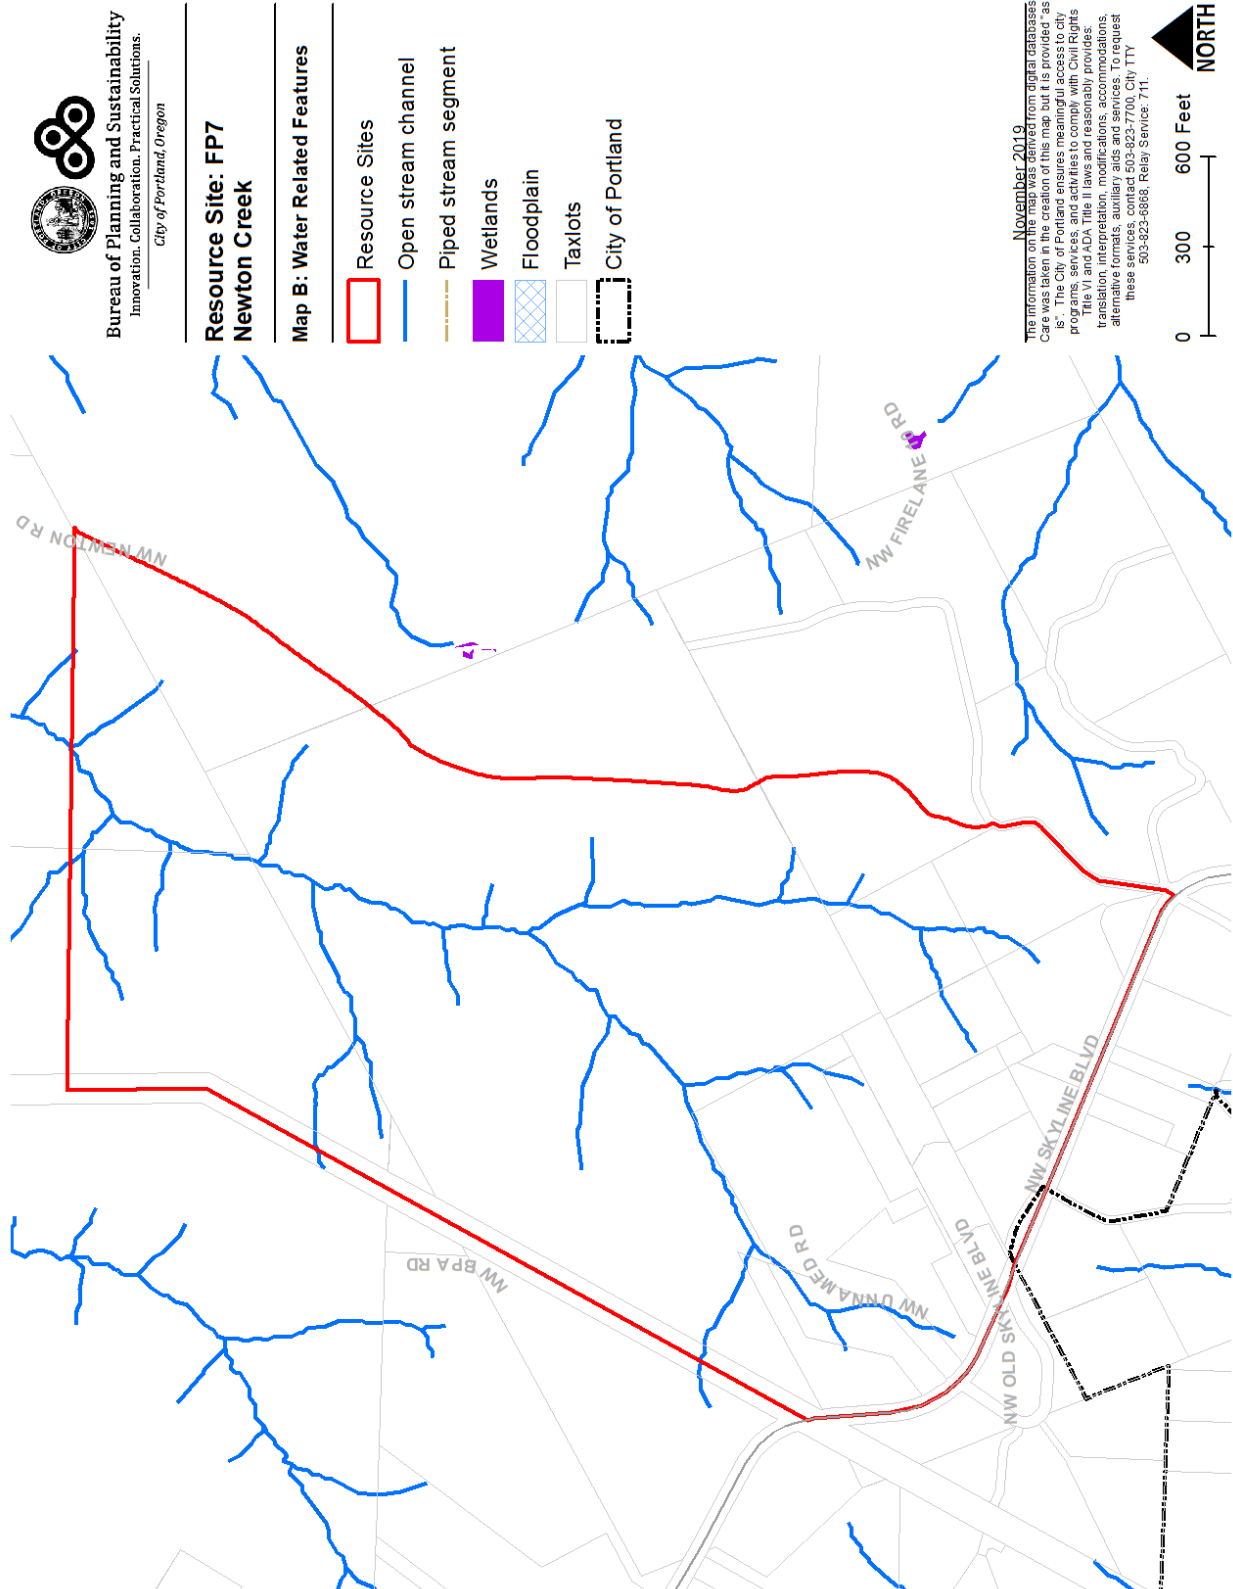 Bureau of Planning and Sustainability
Innovation. Collaboration. Practical Solutions.
City of Portland, Oregon
Resource Site: FP7
Newton Creek
Map B: Water Related Features
Resource Sites
Open stream channel
Piped stream segment
Wetlands
Floodplain
Taxlots
City of Portland
November 2019
The information on the map was derived from digital databases
Care was taken in the creation of this map but it is provided "as
is". The City of Portland ensures meaningful access to city
programs, services, and activities to comply with Civil Rights
Title VI and ADA Title II laws and reasonably provides:
translation, interpretation, modifications, accommodations,
alternative formats, auxiliary aids and services. To request
these services, contact 503-823-7700, City TTY
503-823-6868, Relay Service: 711.
0 300 600 Feet
NORTH
NW NEWTON RD
NW FIRELANE RD
NW BPA RD
NW UNNAMED RD
NW SKYLINE BLVD
NW OLD SKYLINE BLVD